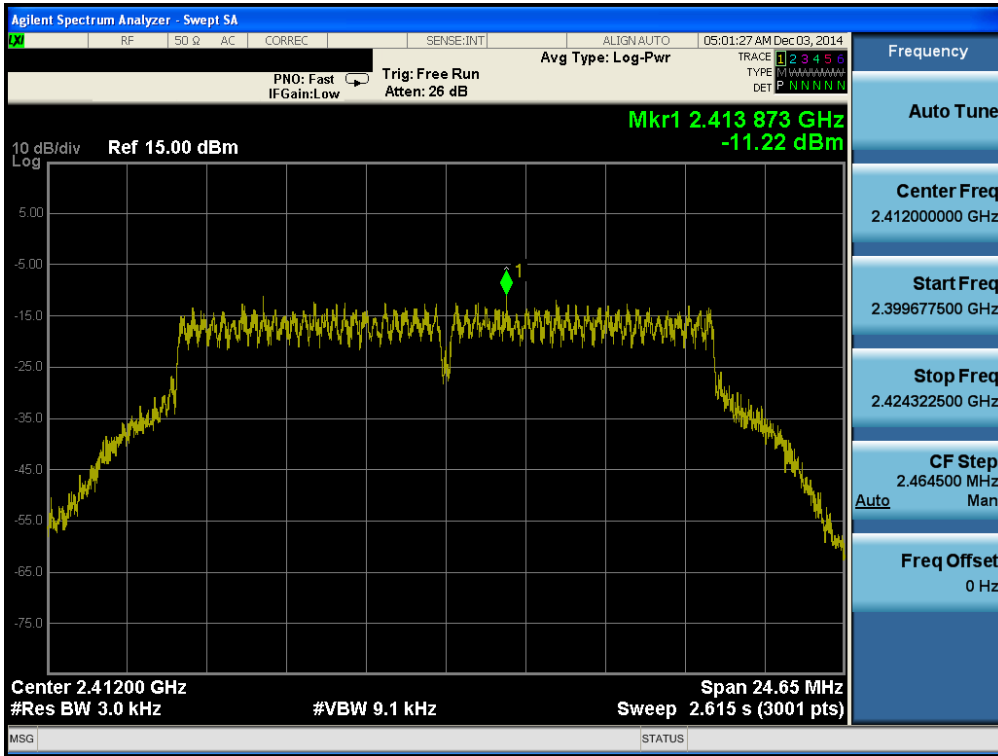 Agilent Spectrum Analyzer - Swept SA
LXI RF 50 Ω AC CORREC SENSE:INT ALIGN AUTO 05:01:27 AM Dec 03, 2014
Frequency
Avg Type: Log-Pwr
TRACE 1 2 3 4 5 6
PNO: Fast
Trig: Free Run
TYPE M WWWWW
IFGain:Low
Atten: 26 dB
DET P N N N N N
Auto Tune
Mkr1 2.413 873 GHz
-11.22 dBm
10 dB/div Ref 15.00 dBm
Log
5.00
-5.00
-15.0
-25.0
-35.0
-45.0
-55.0
-65.0
-75.0
1
Center Freq
2.412000000 GHz
Start Freq
2.399677500 GHz
Stop Freq
2.424322500 GHz
CF Step
2.464500 MHz
Auto Man
Freq Offset
0 Hz
Center 2.41200 GHz Span 24.65 MHz
#Res BW 3.0 kHz #VBW 9.1 kHz Sweep 2.615 s (3001 pts)
MSG STATUS